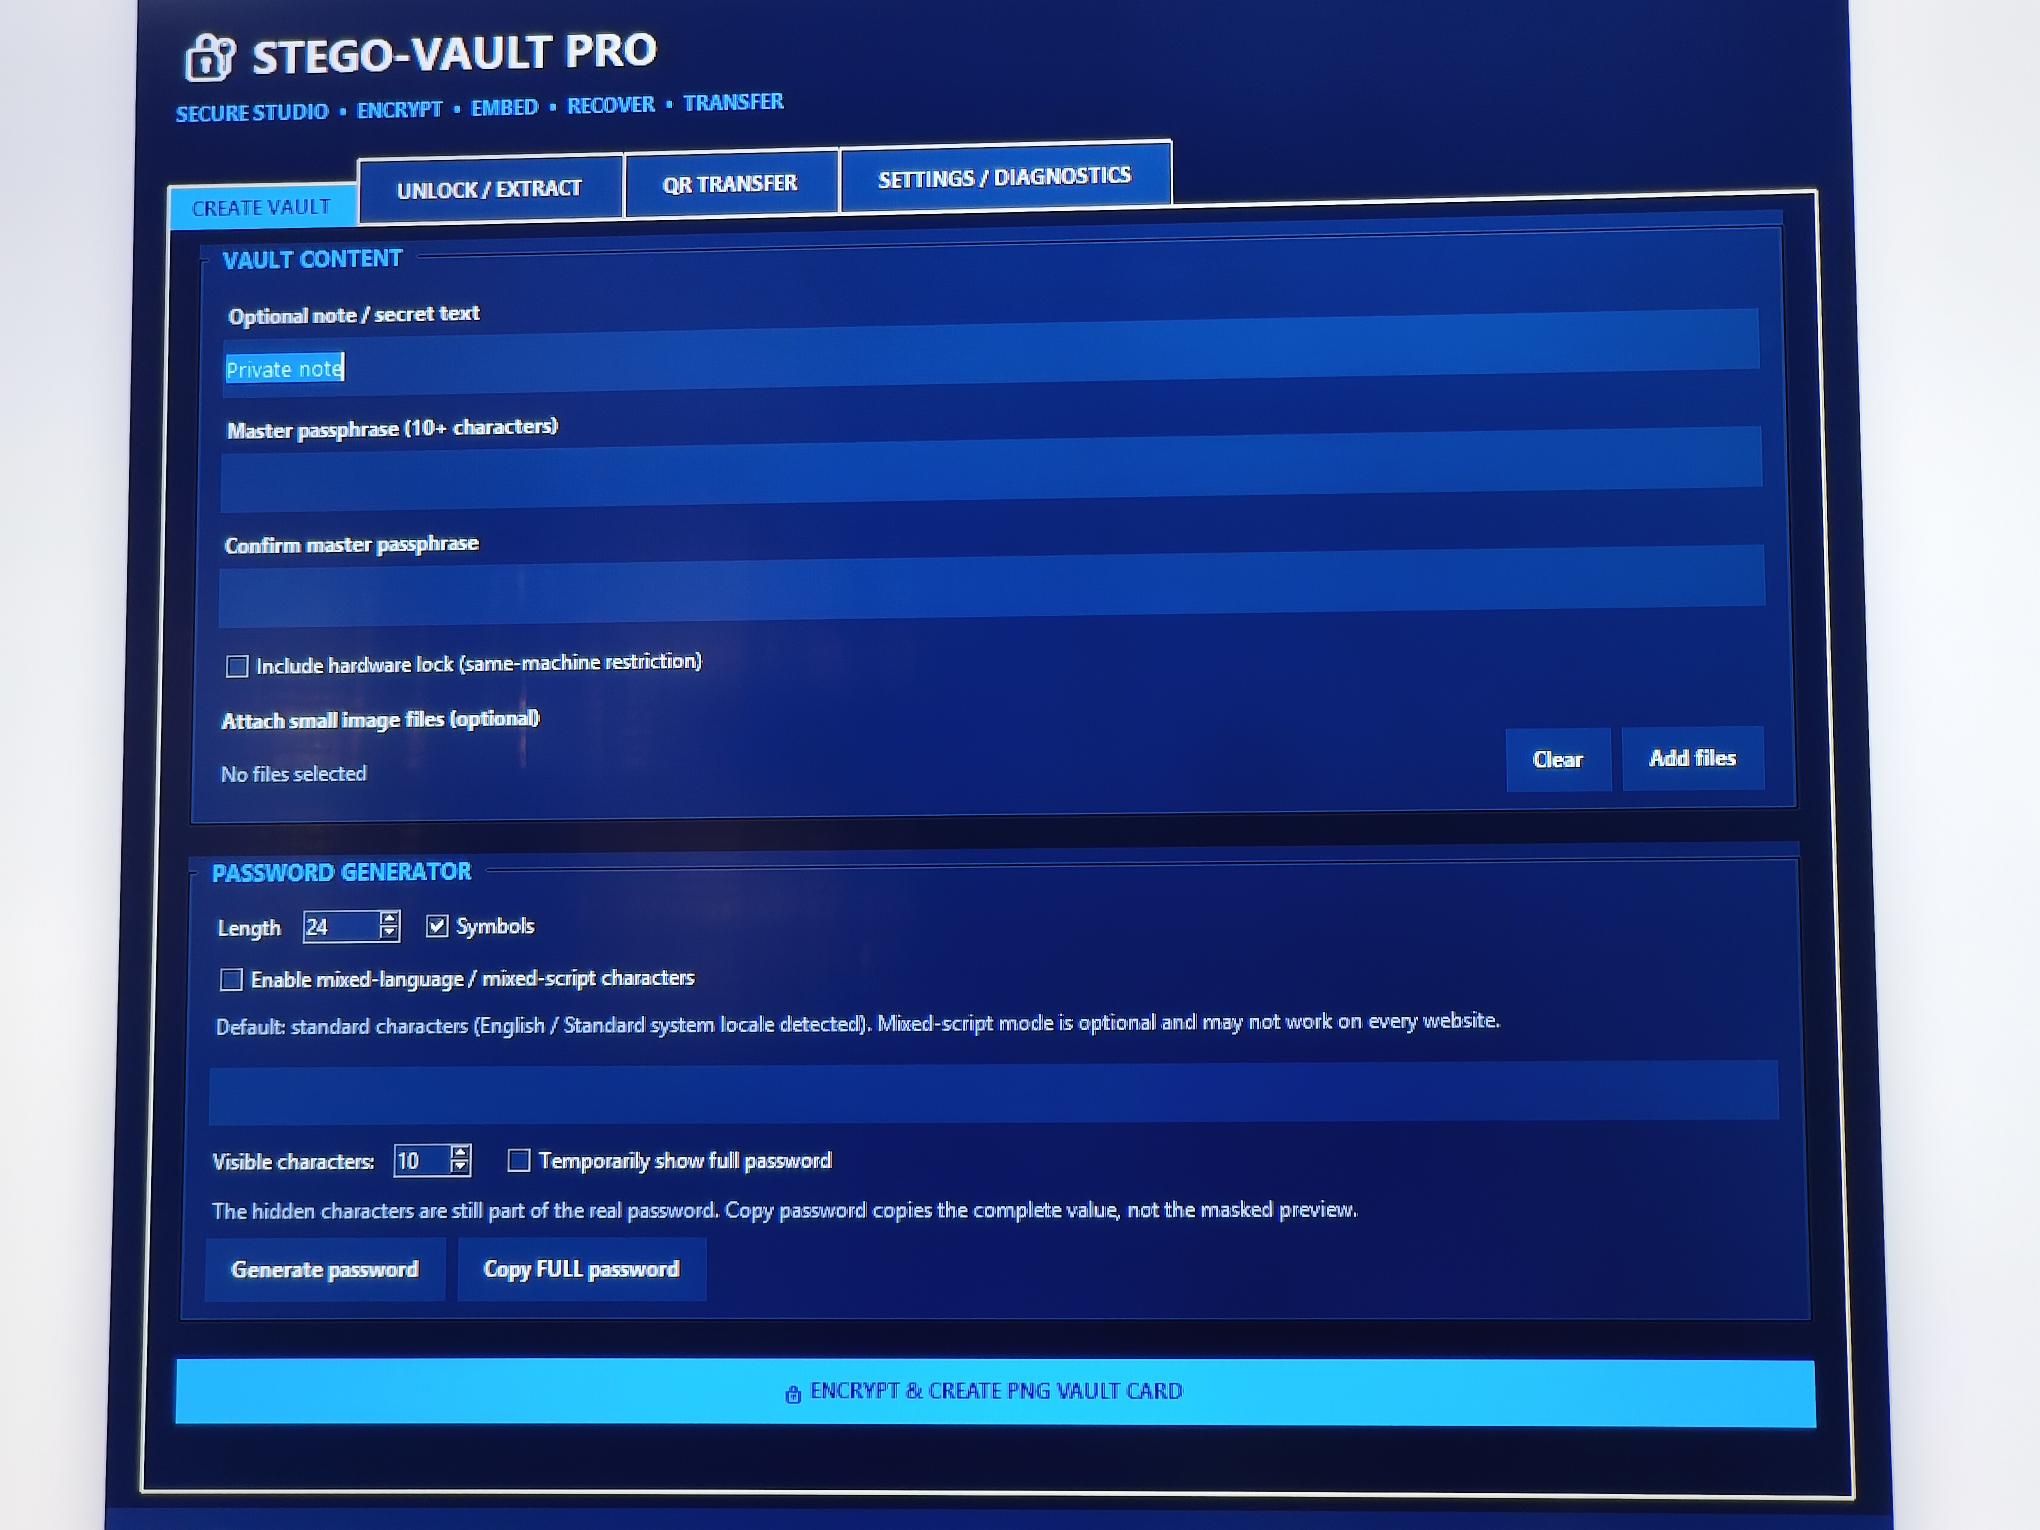 STEGO-VAULT PRO
SECURE STUDIO • ENCRYPT • EMBED • RECOVER • TRANSFER
CREATE VAULT
UNLOCK / EXTRACT
QR TRANSFER
SETTINGS / DIAGNOSTICS
VAULT CONTENT
Optional note / secret text
Private note
Master passphrase (10+ characters)
Confirm master passphrase
Include hardware lock (same-machine restriction)
Attach small image files (optional)
No files selected
Clear
Add files
PASSWORD GENERATOR
Length 24 Symbols
Enable mixed-language / mixed-script characters
Default: standard characters (English / Standard system locale detected). Mixed-script mode is optional and may not work on every website.
Visible characters: 10 Temporarily show full password
The hidden characters are still part of the real password. Copy password copies the complete value, not the masked preview.
Generate password
Copy FULL password
ENCRYPT & CREATE PNG VAULT CARD